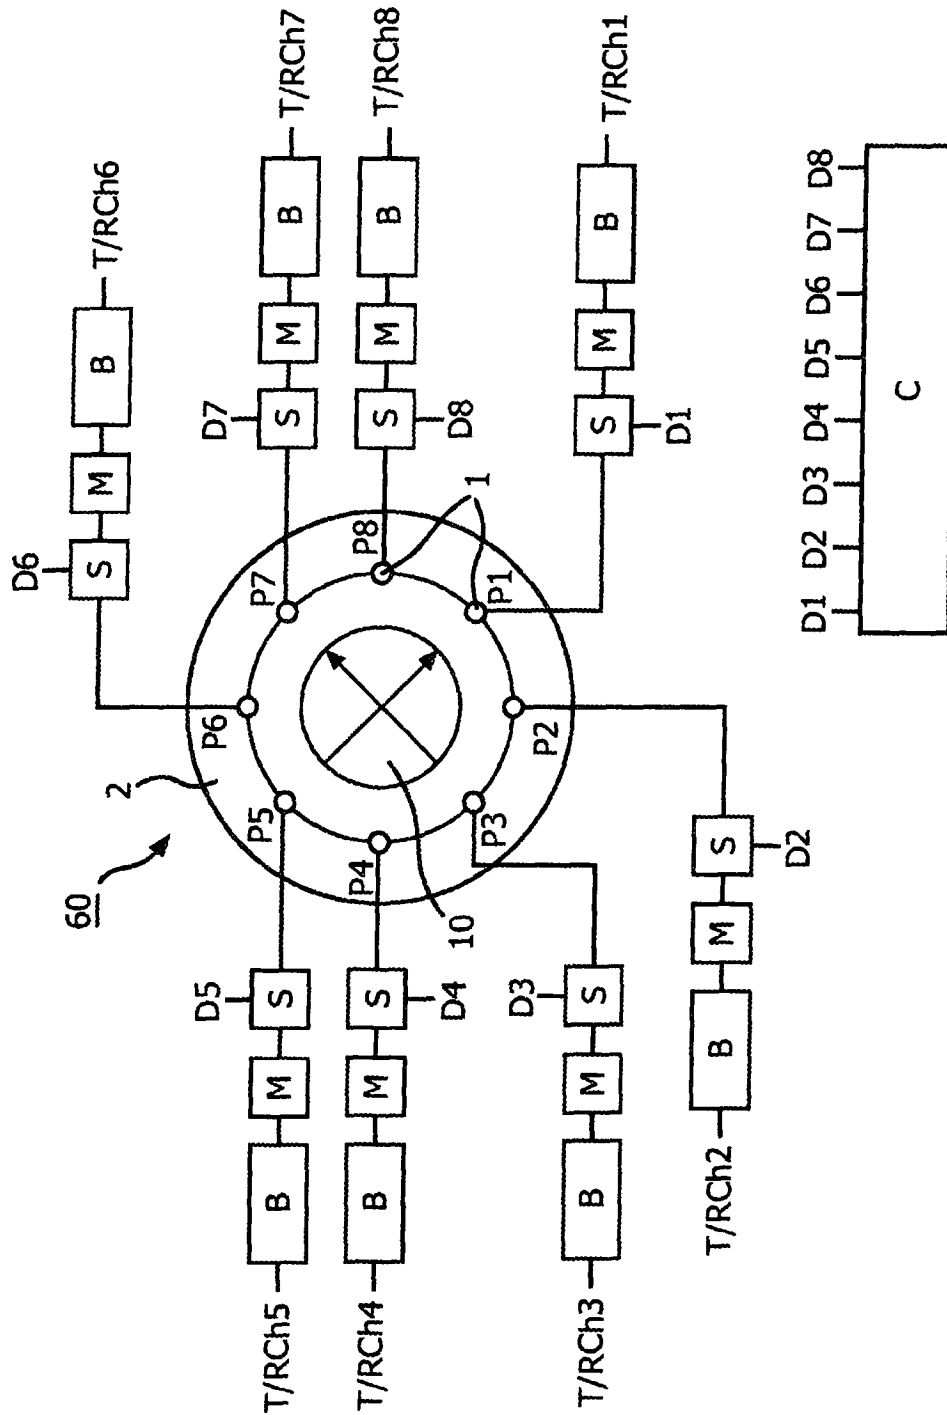 T/RCh6
B
M
S
D6
T/RCh7
B
M
S
D7
T/RCh8
B
M
S
D8
T/RCh1
B
M
S
D1
60
2
1
10
P6
P7
P8
P1
P5
P4
P3
P2
D5
S
M
B
T/RCh5
D4
S
M
B
T/RCh4
D3
S
M
B
T/RCh3
D2
S
M
B
T/RCh2
D1 D2 D3 D4 D5 D6 D7 D8
C